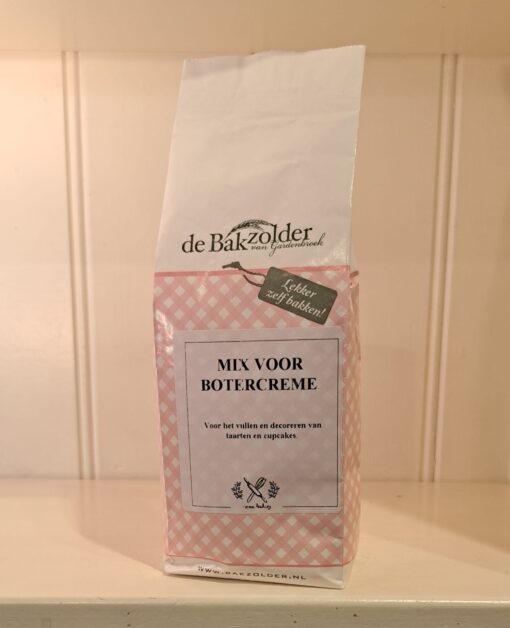 de Bakzolder
van Gardenbroek
Lekker
zelf bakken!
MIX VOOR
BOTERCREME
Voor het vullen en decoreren van
taarten en cupcakes.
WWW.BAKZOLDER.NL